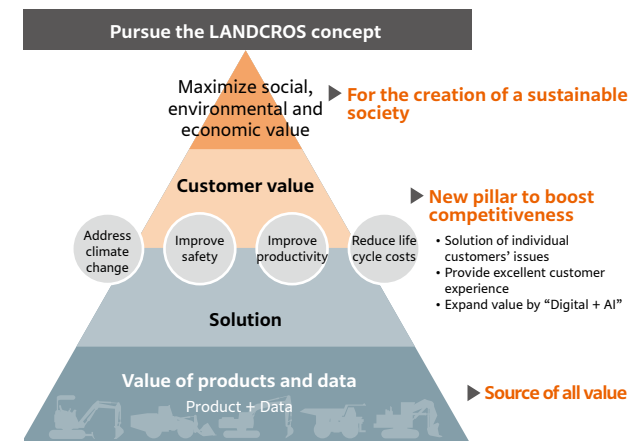 Pursue the LANDCROS concept
Maximize social,
environmental and
economic value
For the creation of a sustainable
society
Customer value
New pillar to boost
competitiveness
• Solution of individual
customers’ issues
• Provide excellent customer
experience
• Expand value by “Digital + AI”
Address
climate
change
Improve
safety
Improve
productivity
Reduce life
cycle costs
Solution
Value of products and data
Product + Data
Source of all value